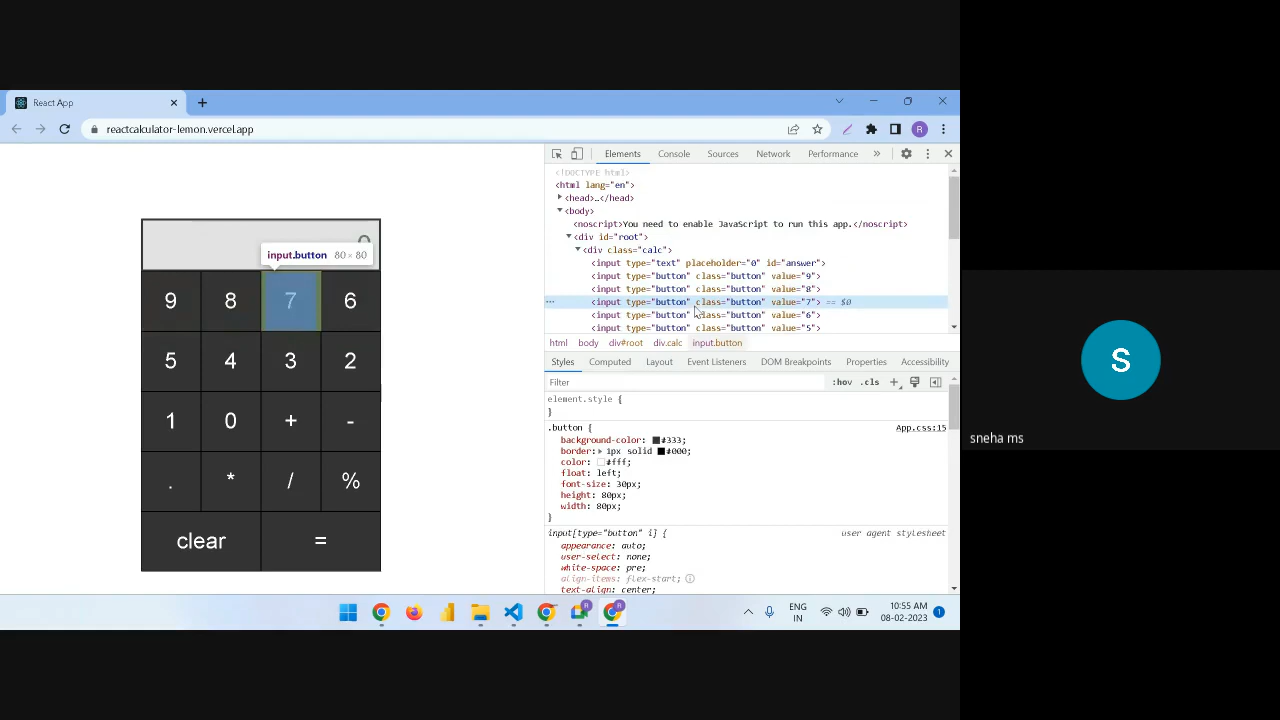 React App
reactcalculator-lemon.vercel.app
R
input.button 80 × 80
0
9 8 7 6
5 4 3 2
1 0 + -
. * / %
clear =
Elements Console Sources Network Performance »
<!DOCTYPE html>
<html lang="en">
<head>…</head>
<body>
<noscript>You need to enable JavaScript to run this app.</noscript>
<div id="root">
<div class="calc">
<input type="text" placeholder="0" id="answer">
<input type="button" class="button" value="9">
<input type="button" class="button" value="8">
<input type="button" class="button" value="7"> == $0
<input type="button" class="button" value="6">
<input type="button" class="button" value="5">
html body div#root div.calc input.button
Styles Computed Layout Event Listeners DOM Breakpoints Properties Accessibility
Filter :hov .cls +
element.style {
}
.button { App.css:15
background-color: #333;
border: 1px solid #000;
color: #fff;
float: left;
font-size: 30px;
height: 80px;
width: 80px;
}
input[type="button" i] { user agent stylesheet
appearance: auto;
user-select: none;
white-space: pre;
align-items: flex-start;
text-align: center;
ENG
IN
10:55 AM
08-02-2023
1
S
sneha ms